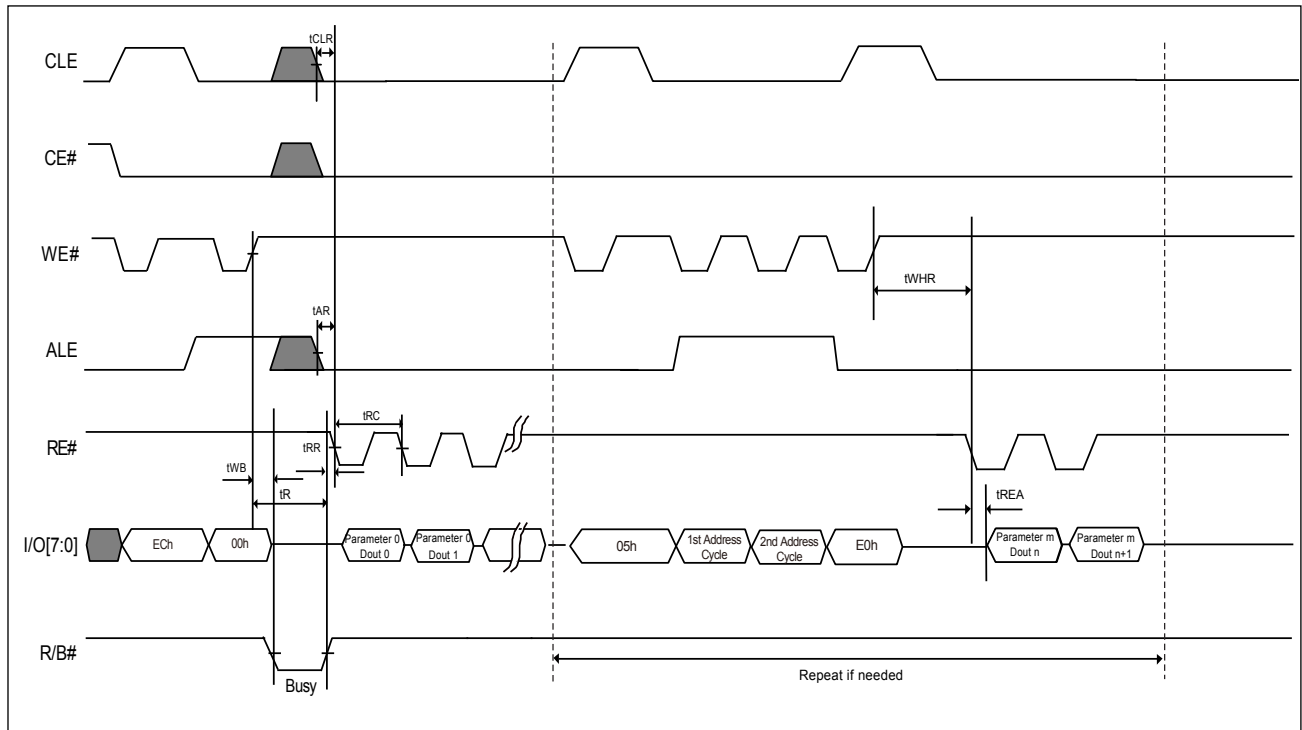 tCLR
CLE
CE#
WE#
tWHR
tAR
ALE
tRC
RE#
tRR
tWB
tR
tREA
I/O[7:0]
ECh
00h
Parameter 0
Dout 0
Parameter 0
Dout 1
05h
1st Address
Cycle
2nd Address
Cycle
E0h
Parameter m
Dout n
Parameter m
Dout n+1
R/B#
Busy
Repeat if needed